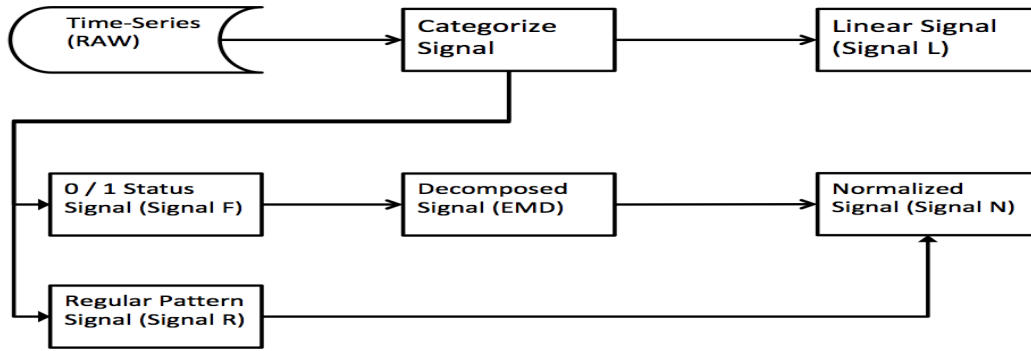 Time-Series
(RAW)
Categorize
Signal
Linear Signal
(Signal L)
0 / 1 Status
Signal (Signal F)
Decomposed
Signal (EMD)
Normalized
Signal (Signal N)
Regular Pattern
Signal (Signal R)